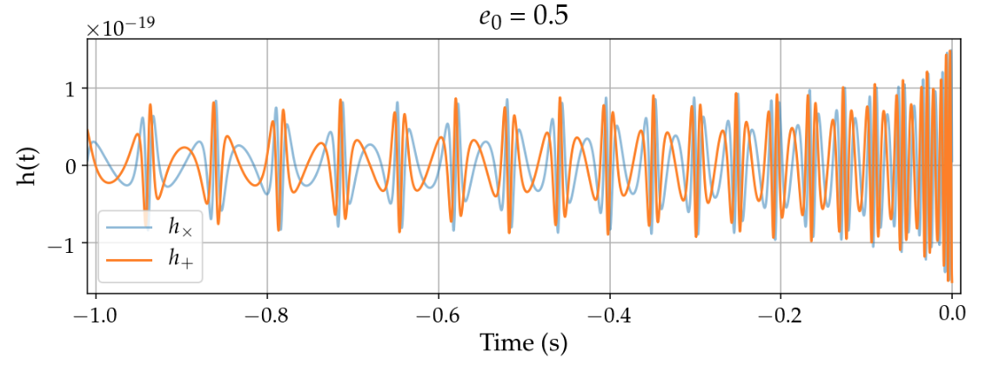 e₀ = 0.5
×10⁻¹⁹
h(t)
1
0
−1
h×
h+
−1.0 −0.8 −0.6 −0.4 −0.2 0.0
Time (s)